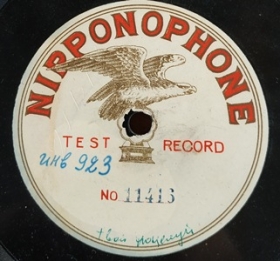 NIPPONOPHONE
TEST RECORD
инв 923
No 11413